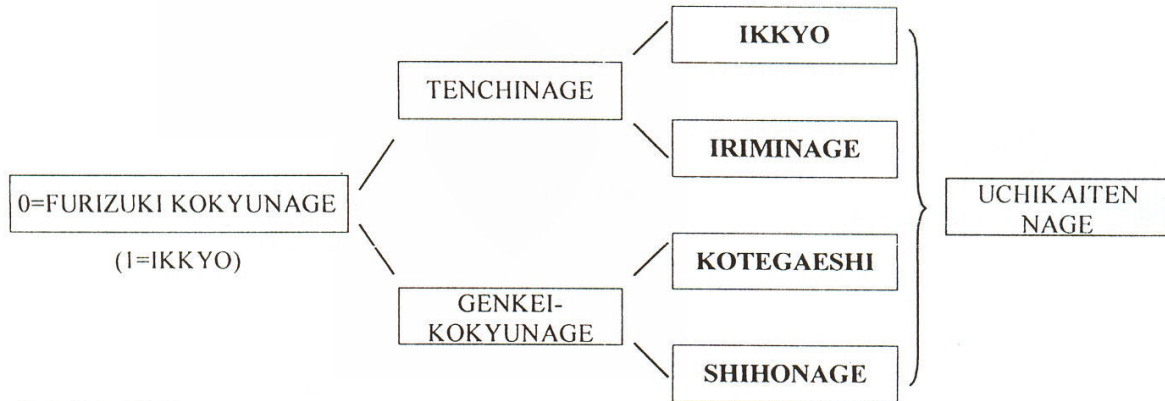 IKKYO
TENCHINAGE
IRIMINAGE
0=FURIZUKI KOKYUNAGE
(1=IKKYO)
UCHIKAITEN
NAGE
KOTEGAESHI
GENKEI-
KOKYUNAGE
SHIHONAGE